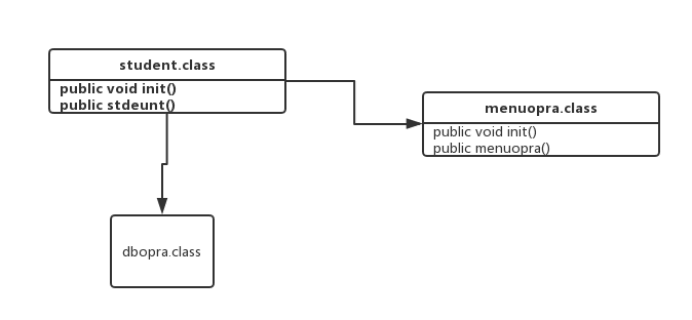 student.class
public void init()
public stdeunt()
menuopra.class
public void init()
public menuopra()
dbopra.class